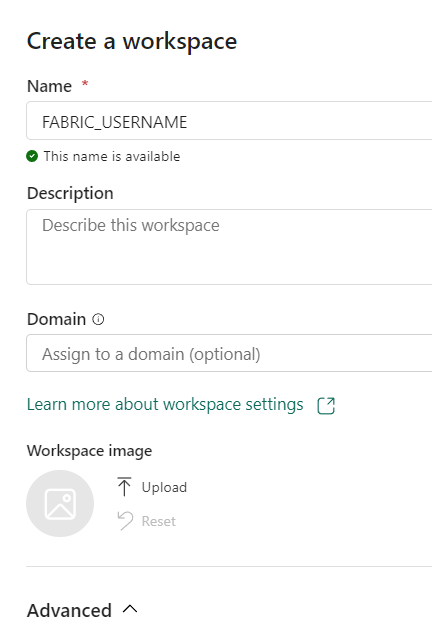 Create a workspace
Name *
FABRIC_USERNAME
This name is available
Description
Describe this workspace
Domain
Assign to a domain (optional)
Learn more about workspace settings
Workspace image
Upload
Reset
Advanced